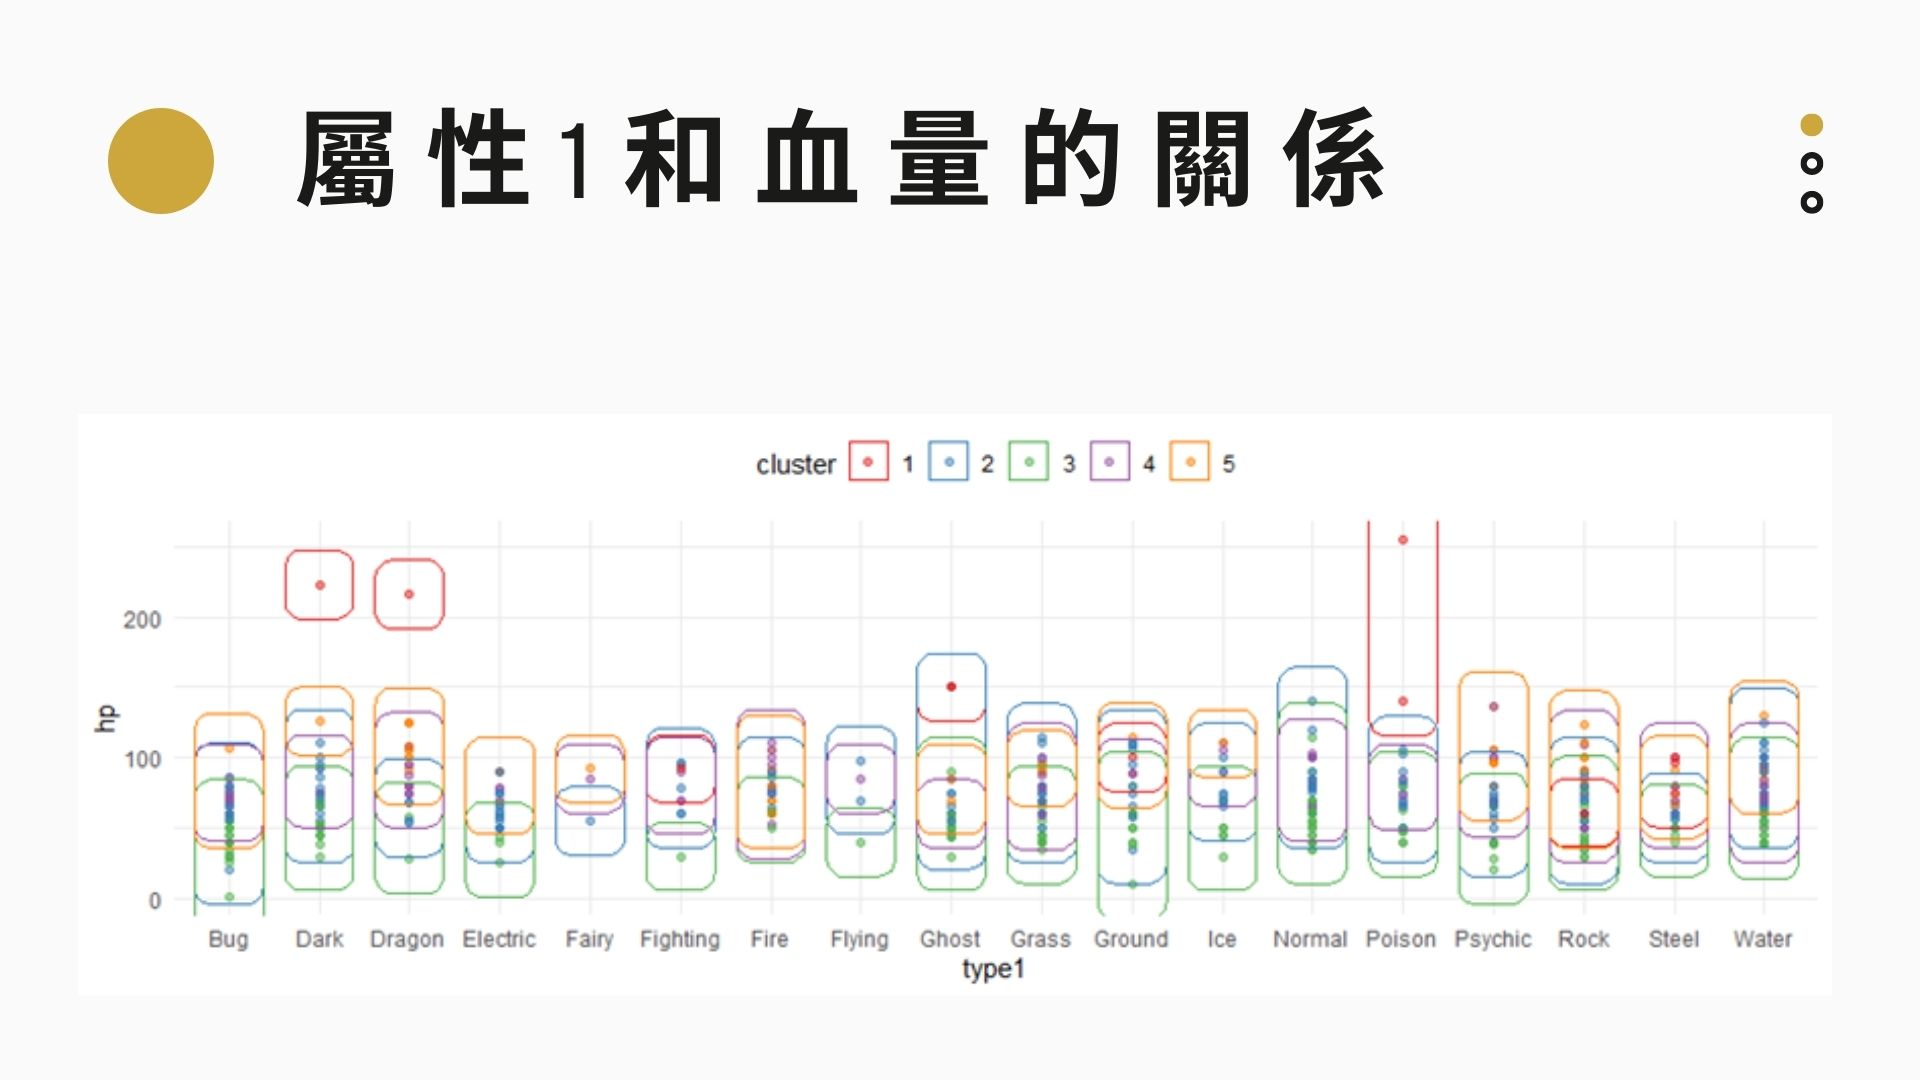 屬性1和血量的關係
cluster 1 2 3 4 5
hp
200
100
0
Bug Dark Dragon Electric Fairy Fighting Fire Flying Ghost Grass Ground Ice Normal Poison Psychic Rock Steel Water
type1